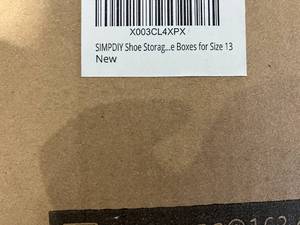 X003CL4XPX
SIMPDIY Shoe Storag...e Boxes for Size 13
New